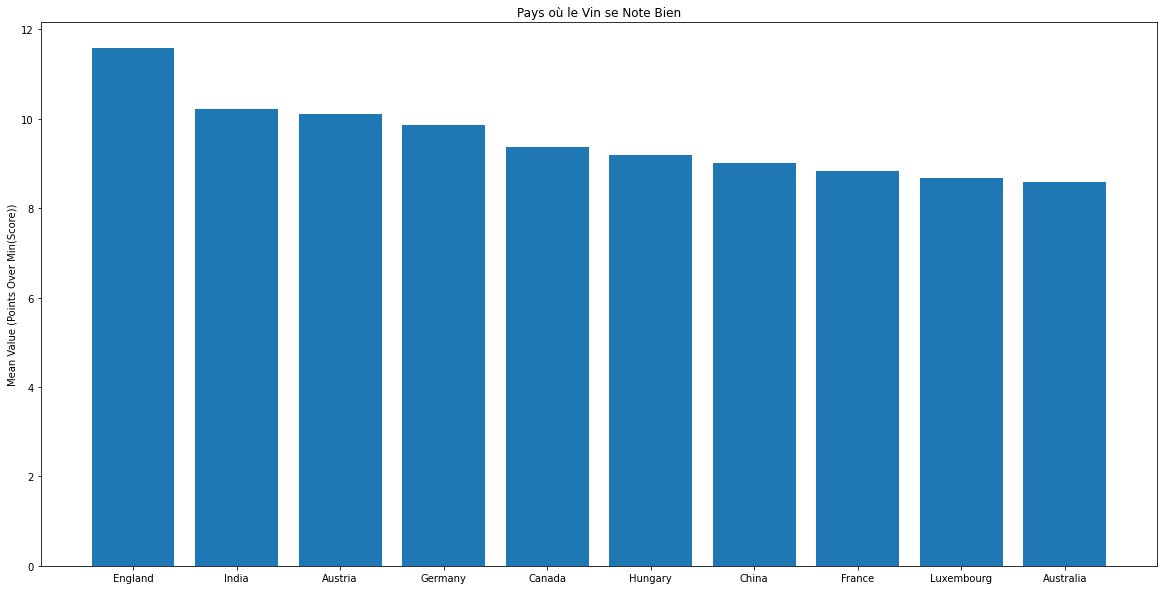 Pays où le Vin se Note Bien
Mean Value (Points Over Min(Score))
12
10
8
6
4
2
0
England India Austria Germany Canada Hungary China France Luxembourg Australia